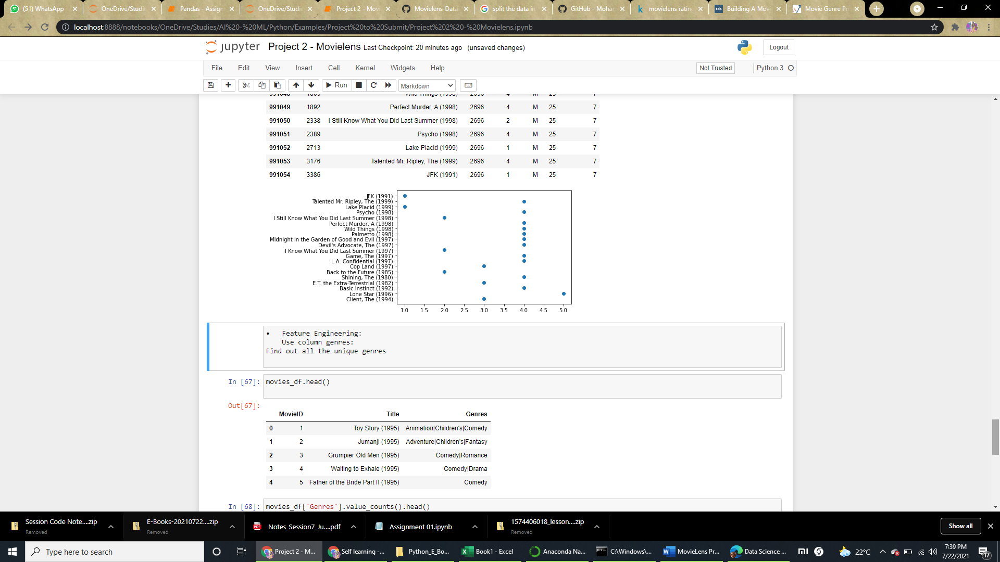 (51) WhatsApp
OneDrive/Studie
Pandas - Assign
OneDrive/Studie
Project 2 - Movi
Movielens-Data
split the data in
GitHub - Mohan
movielens rating
Building A Movi
Movie Genre Pr
localhost:8888/notebooks/OneDrive/Studies/AI%20-%20ML/Python/Examples/Project%20to%20Submit/Project%202%20-%20Movielens.ipynb
jupyter Project 2 - Movielens Last Checkpoint: 20 minutes ago (unsaved changes)
Logout
File Edit View Insert Cell Kernel Widgets Help
Not Trusted
Python 3
Run
Markdown
991048 1805 Wild Things (1998) 2696 4 M 25 7
991049 1892 Perfect Murder, A (1998) 2696 4 M 25 7
991050 2338 I Still Know What You Did Last Summer (1998) 2696 2 M 25 7
991051 2389 Psycho (1998) 2696 4 M 25 7
991052 2713 Lake Placid (1999) 2696 1 M 25 7
991053 3176 Talented Mr. Ripley, The (1999) 2696 4 M 25 7
991054 3386 JFK (1991) 2696 1 M 25 7
JFK (1991)
Talented Mr. Ripley, The (1999)
Lake Placid (1999)
Psycho (1998)
I Still Know What You Did Last Summer (1998)
Perfect Murder, A (1998)
Wild Things (1998)
Palmetto (1998)
Midnight in the Garden of Good and Evil (1997)
Devil's Advocate, The (1997)
I Know What You Did Last Summer (1997)
Game, The (1997)
L.A. Confidential (1997)
Cop Land (1997)
Back to the Future (1985)
Shining, The (1980)
E.T. the Extra-Terrestrial (1982)
Basic Instinct (1992)
Lone Star (1996)
Client, The (1994)
1.0 1.5 2.0 2.5 3.0 3.5 4.0 4.5 5.0
• Feature Engineering:
Use column genres:
Find out all the unique genres
In [67]: movies_df.head()
Out[67]:
MovieID Title Genres
0 1 Toy Story (1995) Animation|Children's|Comedy
1 2 Jumanji (1995) Adventure|Children's|Fantasy
2 3 Grumpier Old Men (1995) Comedy|Romance
3 4 Waiting to Exhale (1995) Comedy|Drama
4 5 Father of the Bride Part II (1995) Comedy
In [68]: movies_df['Genres'].value_counts().head()
Session Code Note....zip
Removed
E-Books-20210722....zip
Removed
PDF
Notes_Session7_Ju....pdf
Assignment 01.ipynb
1574406018_lesson....zip
Removed
Show all
Type here to search
Project 2 - M...
Self learning -...
Python_E_Bo...
Book1 - Excel
Anaconda Na...
C:\Windows\...
MovieLens Pr...
Data Science ...
22°C
7:39 PM
7/22/2021
17